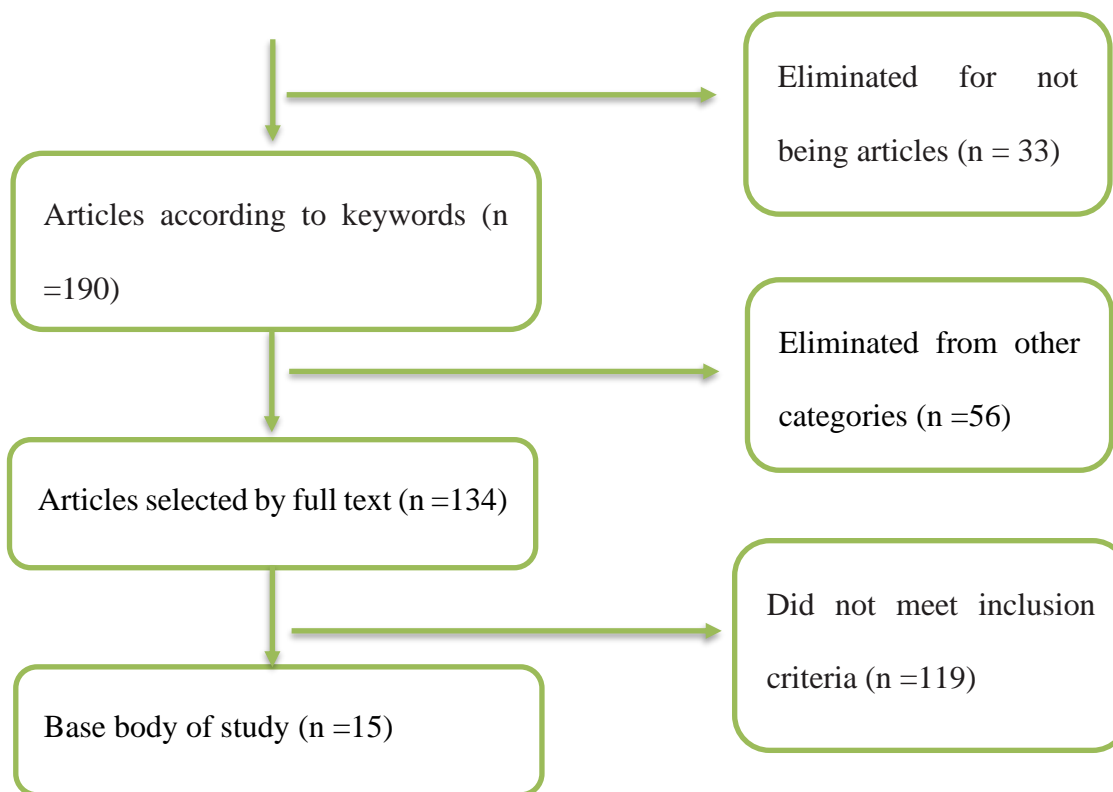 Eliminated for not
being articles (n = 33)
Articles according to keywords (n
=190)
Eliminated from other
categories (n =56)
Articles selected by full text (n =134)
Did not meet inclusion
criteria (n =119)
Base body of study (n =15)